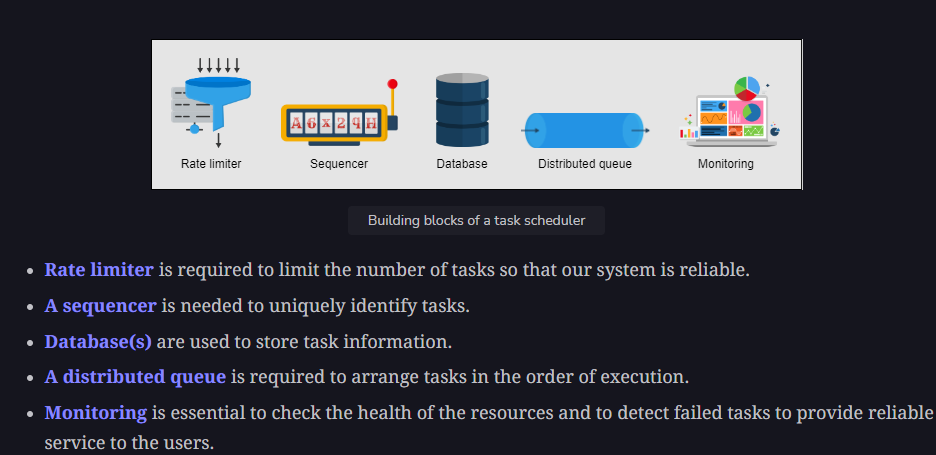 A 6 x 2 9 H
Rate limiter Sequencer Database Distributed queue Monitoring
Building blocks of a task scheduler
• Rate limiter is required to limit the number of tasks so that our system is reliable.
• A sequencer is needed to uniquely identify tasks.
• Database(s) are used to store task information.
• A distributed queue is required to arrange tasks in the order of execution.
• Monitoring is essential to check the health of the resources and to detect failed tasks to provide reliable
service to the users.